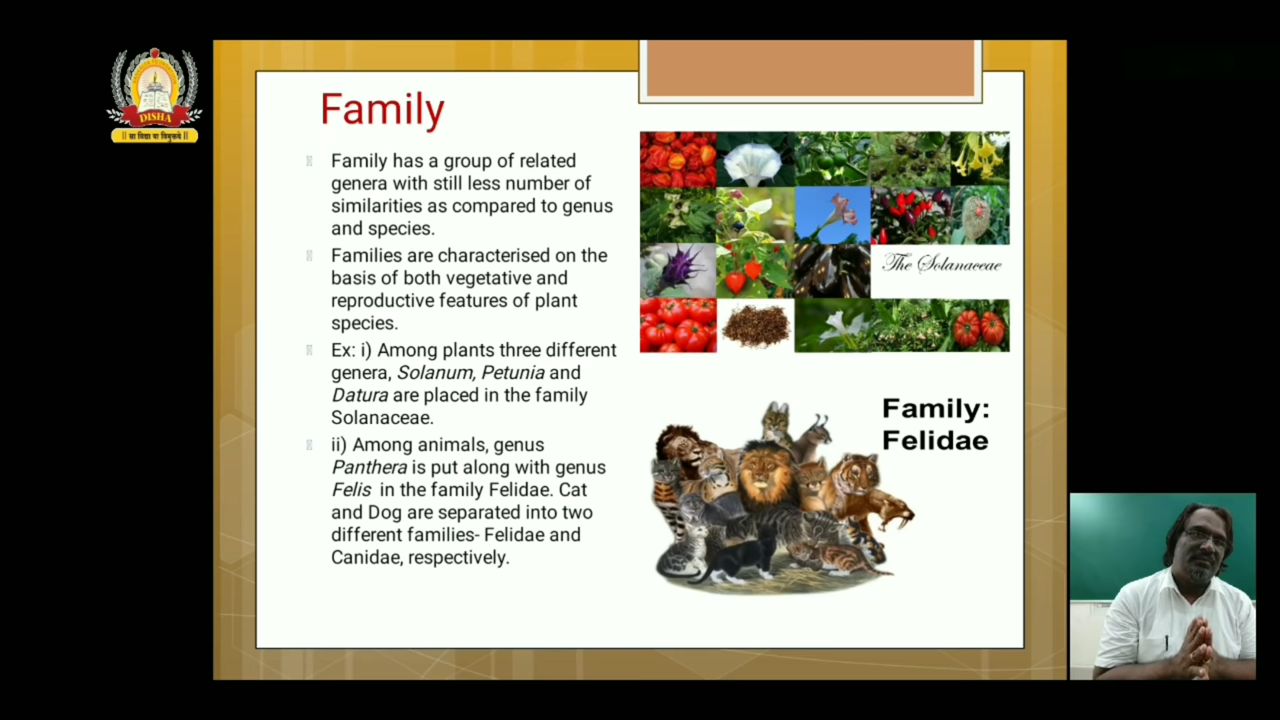 DISHA
॥ सा विद्या या विमुक्तये ॥
Family
Family has a group of related
genera with still less number of
similarities as compared to genus
and species.
Families are characterised on the
basis of both vegetative and
reproductive features of plant
species.
Ex: i) Among plants three different
genera, Solanum, Petunia and
Datura are placed in the family
Solanaceae.
ii) Among animals, genus
Panthera is put along with genus
Felis in the family Felidae. Cat
and Dog are separated into two
different families- Felidae and
Canidae, respectively.
The Solanaceae
Family:
Felidae